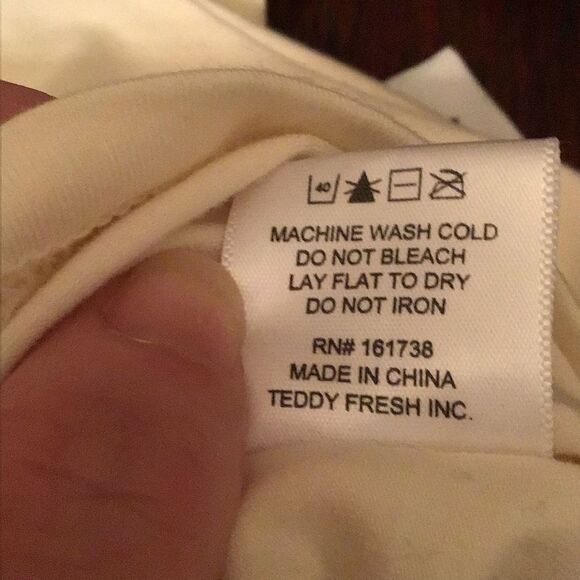 40
MACHINE WASH COLD
DO NOT BLEACH
LAY FLAT TO DRY
DO NOT IRON
RN# 161738
MADE IN CHINA
TEDDY FRESH INC.